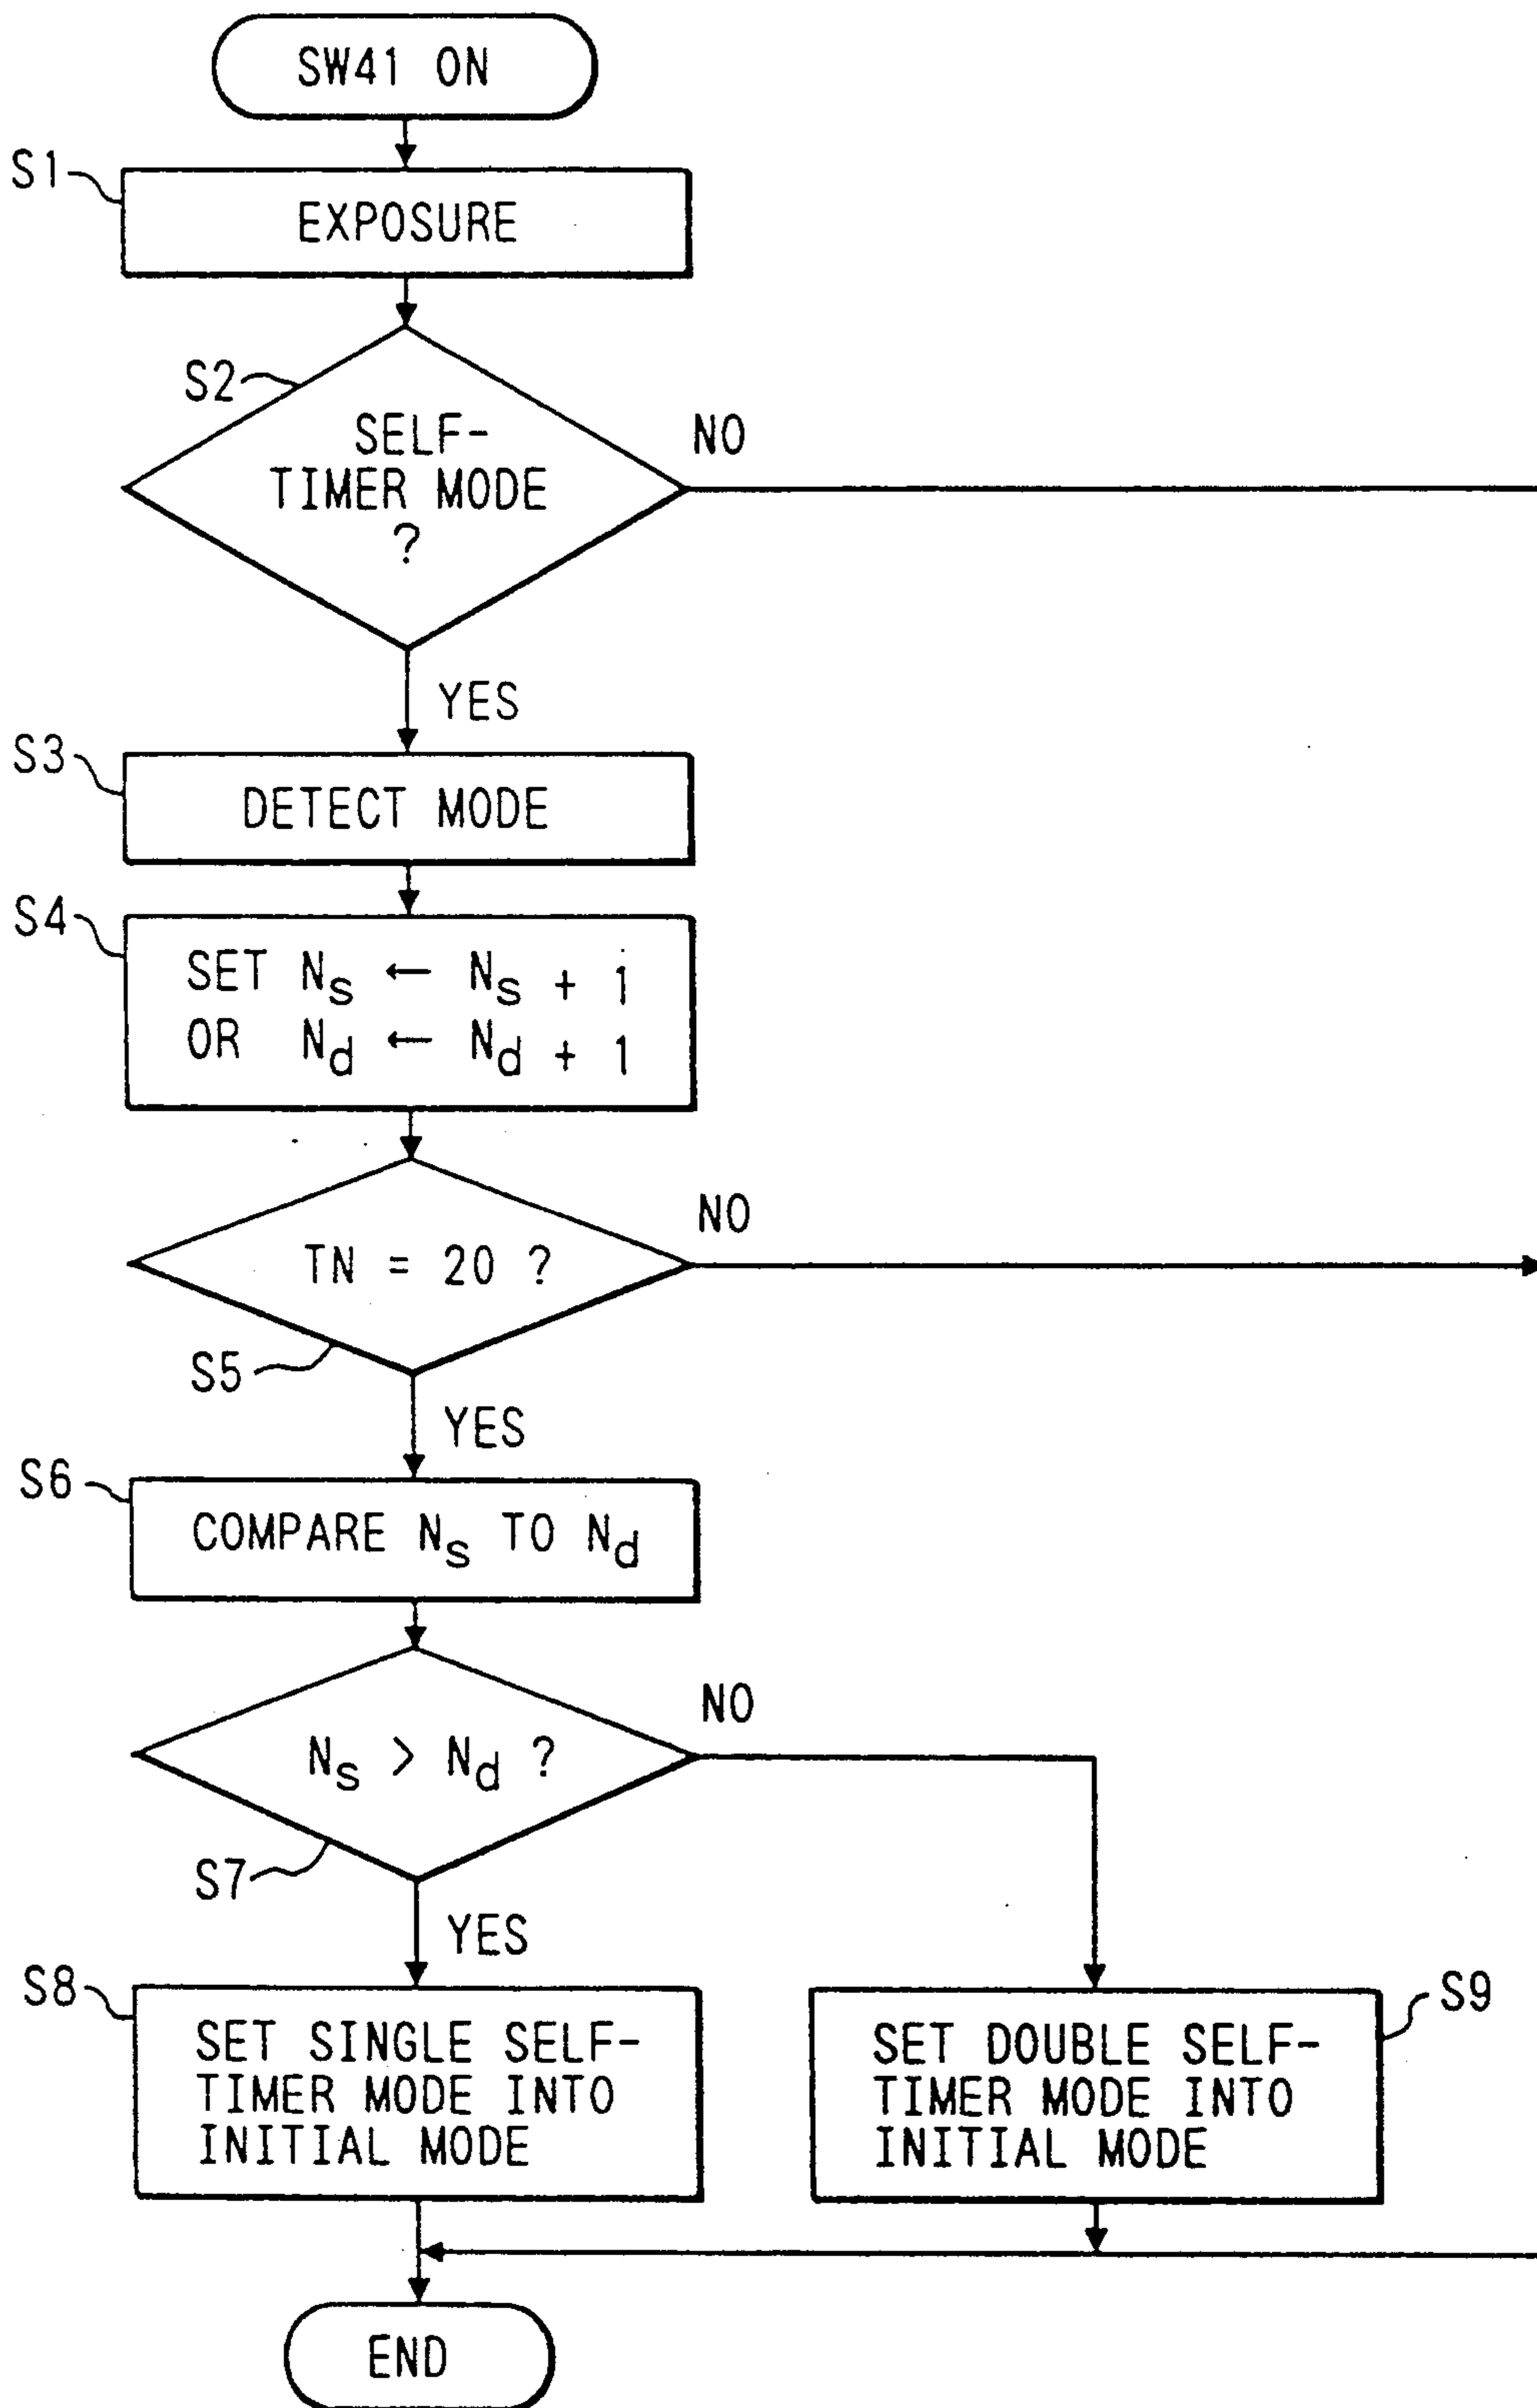 SW41 ON
S1
EXPOSURE
S2
SELF-
TIMER MODE
?
NO
YES
S3
DETECT MODE
S4
SET Ns ← Ns + 1
OR Nd ← Nd + 1
TN = 20 ?
NO
S5
YES
S6
COMPARE Ns TO Nd
Ns > Nd ?
NO
S7
YES
S8
SET SINGLE SELF-
TIMER MODE INTO
INITIAL MODE
S9
SET DOUBLE SELF-
TIMER MODE INTO
INITIAL MODE
END